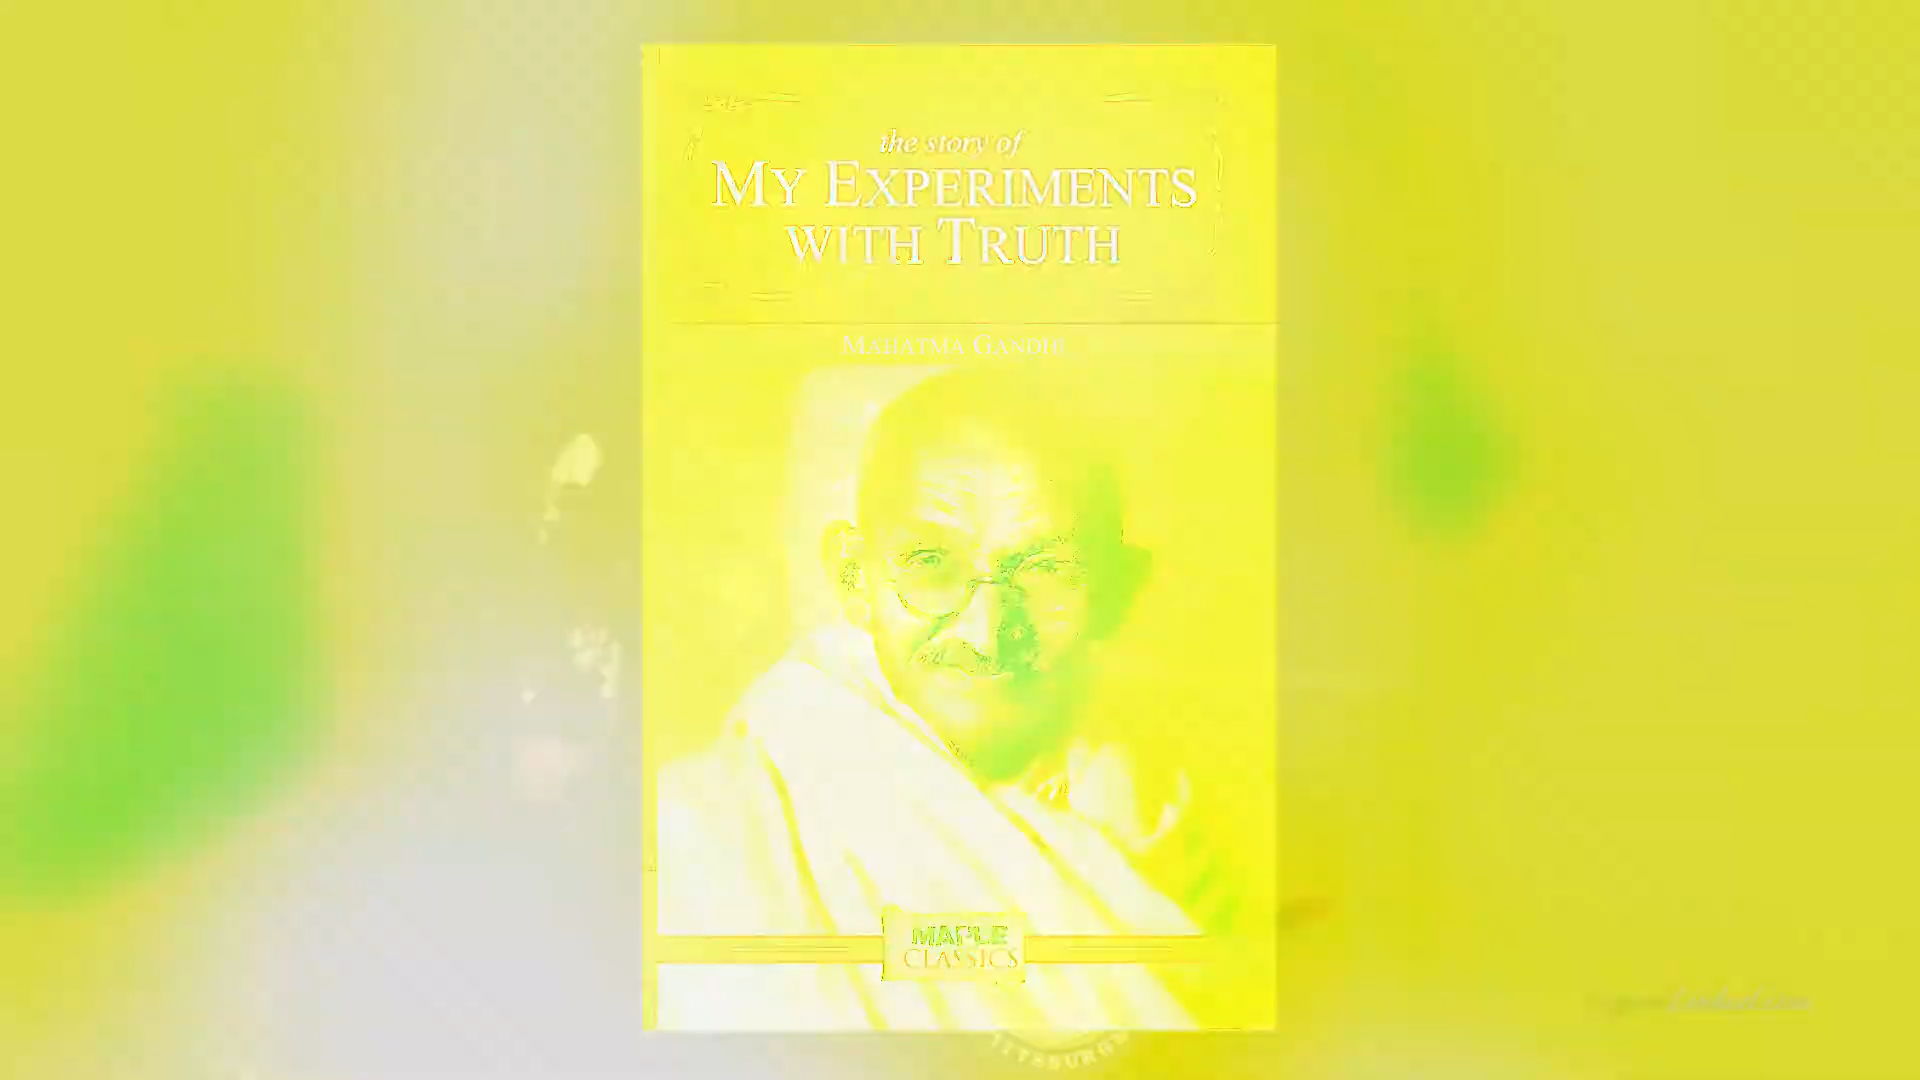 the story of
MY EXPERIMENTS
WITH TRUTH
MAHATMA GANDHI
MAPLE
CLASSICS